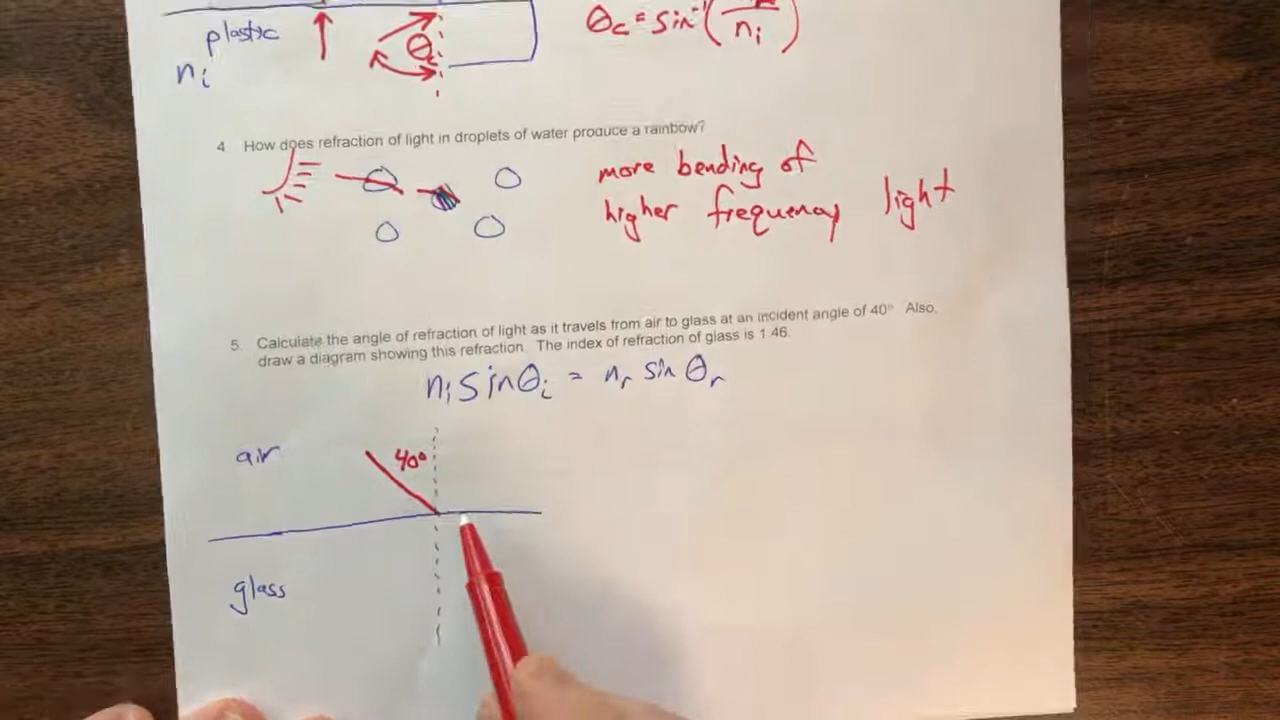 plastic
nᵢ
θc
θc = sin⁻¹( / nᵢ)
4 How does refraction of light in droplets of water produce a rainbow?
more bending of
higher frequency light
5. Calculate the angle of refraction of light as it travels from air to glass at an incident angle of 40° Also,
draw a diagram showing this refraction The index of refraction of glass is 1.46.
nᵢ sinθᵢ = nᵣ sin θᵣ
air
40°
glass